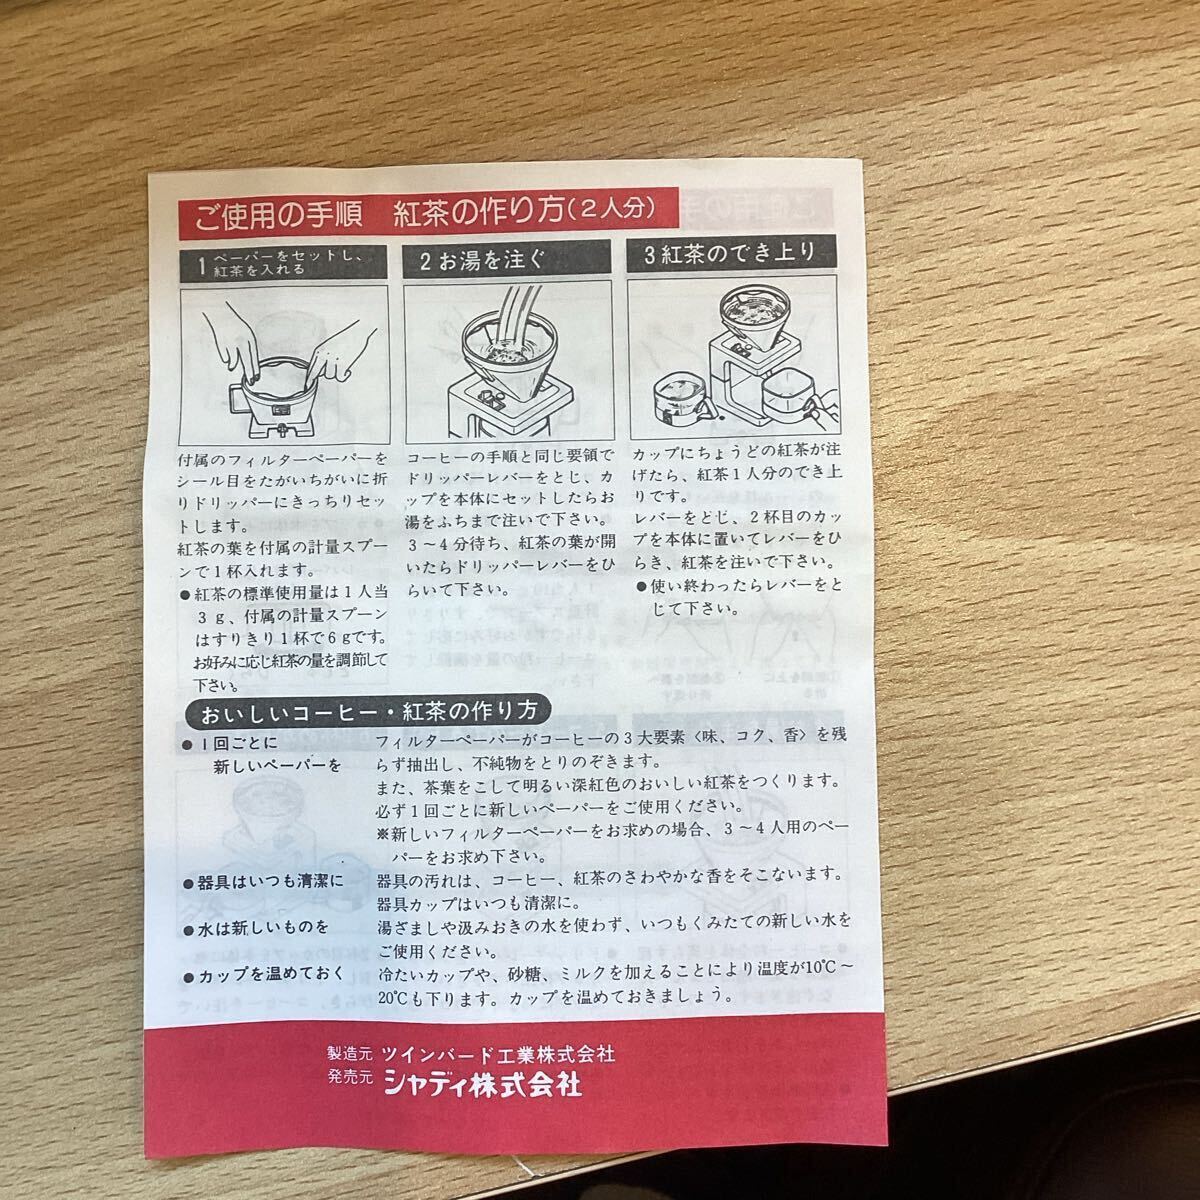 ご使用の手順　紅茶の作り方(2人分)
1 ペーパーをセットし、
紅茶を入れる
付属のフィルターペーパーを
シール目をたがいちがいに折
りドリッパーにきっちりセッ
トします。
紅茶の葉を付属の計量スプー
ンで1杯入れます。
●紅茶の標準使用量は1人当
3g、付属の計量スプーン
はすりきり1杯で6gです。
お好みに応じ紅茶の量を調節して
下さい。
2 お湯を注ぐ
コーヒーの手順と同じ要領で
ドリッパーレバーをとじ、カ
ップを本体にセットしたらお
湯をふちまで注いで下さい。
3～4分待ち、紅茶の葉が開
いたらドリッパーレバーをひ
らいて下さい。
3 紅茶のでき上り
カップにちょうどの紅茶が注
げたら、紅茶1人分のでき上
りです。
レバーをとじ、2杯目のカッ
プを本体に置いてレバーをひ
らき、紅茶を注いで下さい。
●使い終わったらレバーをと
じて下さい。
おいしいコーヒー・紅茶の作り方
●1回ごとに
新しいペーパーを
フィルターペーパーがコーヒーの3大要素〈味、コク、香〉を残
らず抽出し、不純物をとりのぞきます。
また、茶葉をこして明るい深紅色のおいしい紅茶をつくります。
必ず1回ごとに新しいペーパーをご使用ください。
※新しいフィルターペーパーをお求めの場合、3～4人用のペー
パーをお求め下さい。
●器具はいつも清潔に
器具の汚れは、コーヒー、紅茶のさわやかな香をそこないます。
器具カップはいつも清潔に。
●水は新しいものを
湯ざましや汲みおきの水を使わず、いつもくみたての新しい水を
ご使用ください。
●カップを温めておく
冷たいカップや、砂糖、ミルクを加えることにより温度が10℃～
20℃も下ります。カップを温めておきましょう。
製造元 ツインバード工業株式会社
発売元 シャディ株式会社